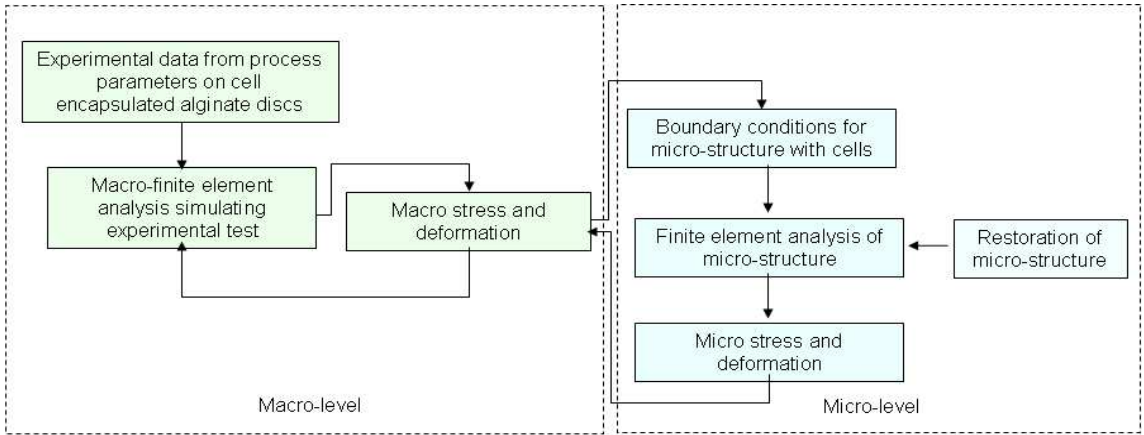 Experimental data from process
parameters on cell
encapsulated alginate discs
Macro-finite element
analysis simulating
experimental test
Macro stress and
deformation
Macro-level
Boundary conditions for
micro-structure with cells
Finite element analysis of
micro-structure
Restoration of
micro-structure
Micro stress and
deformation
Micro-level